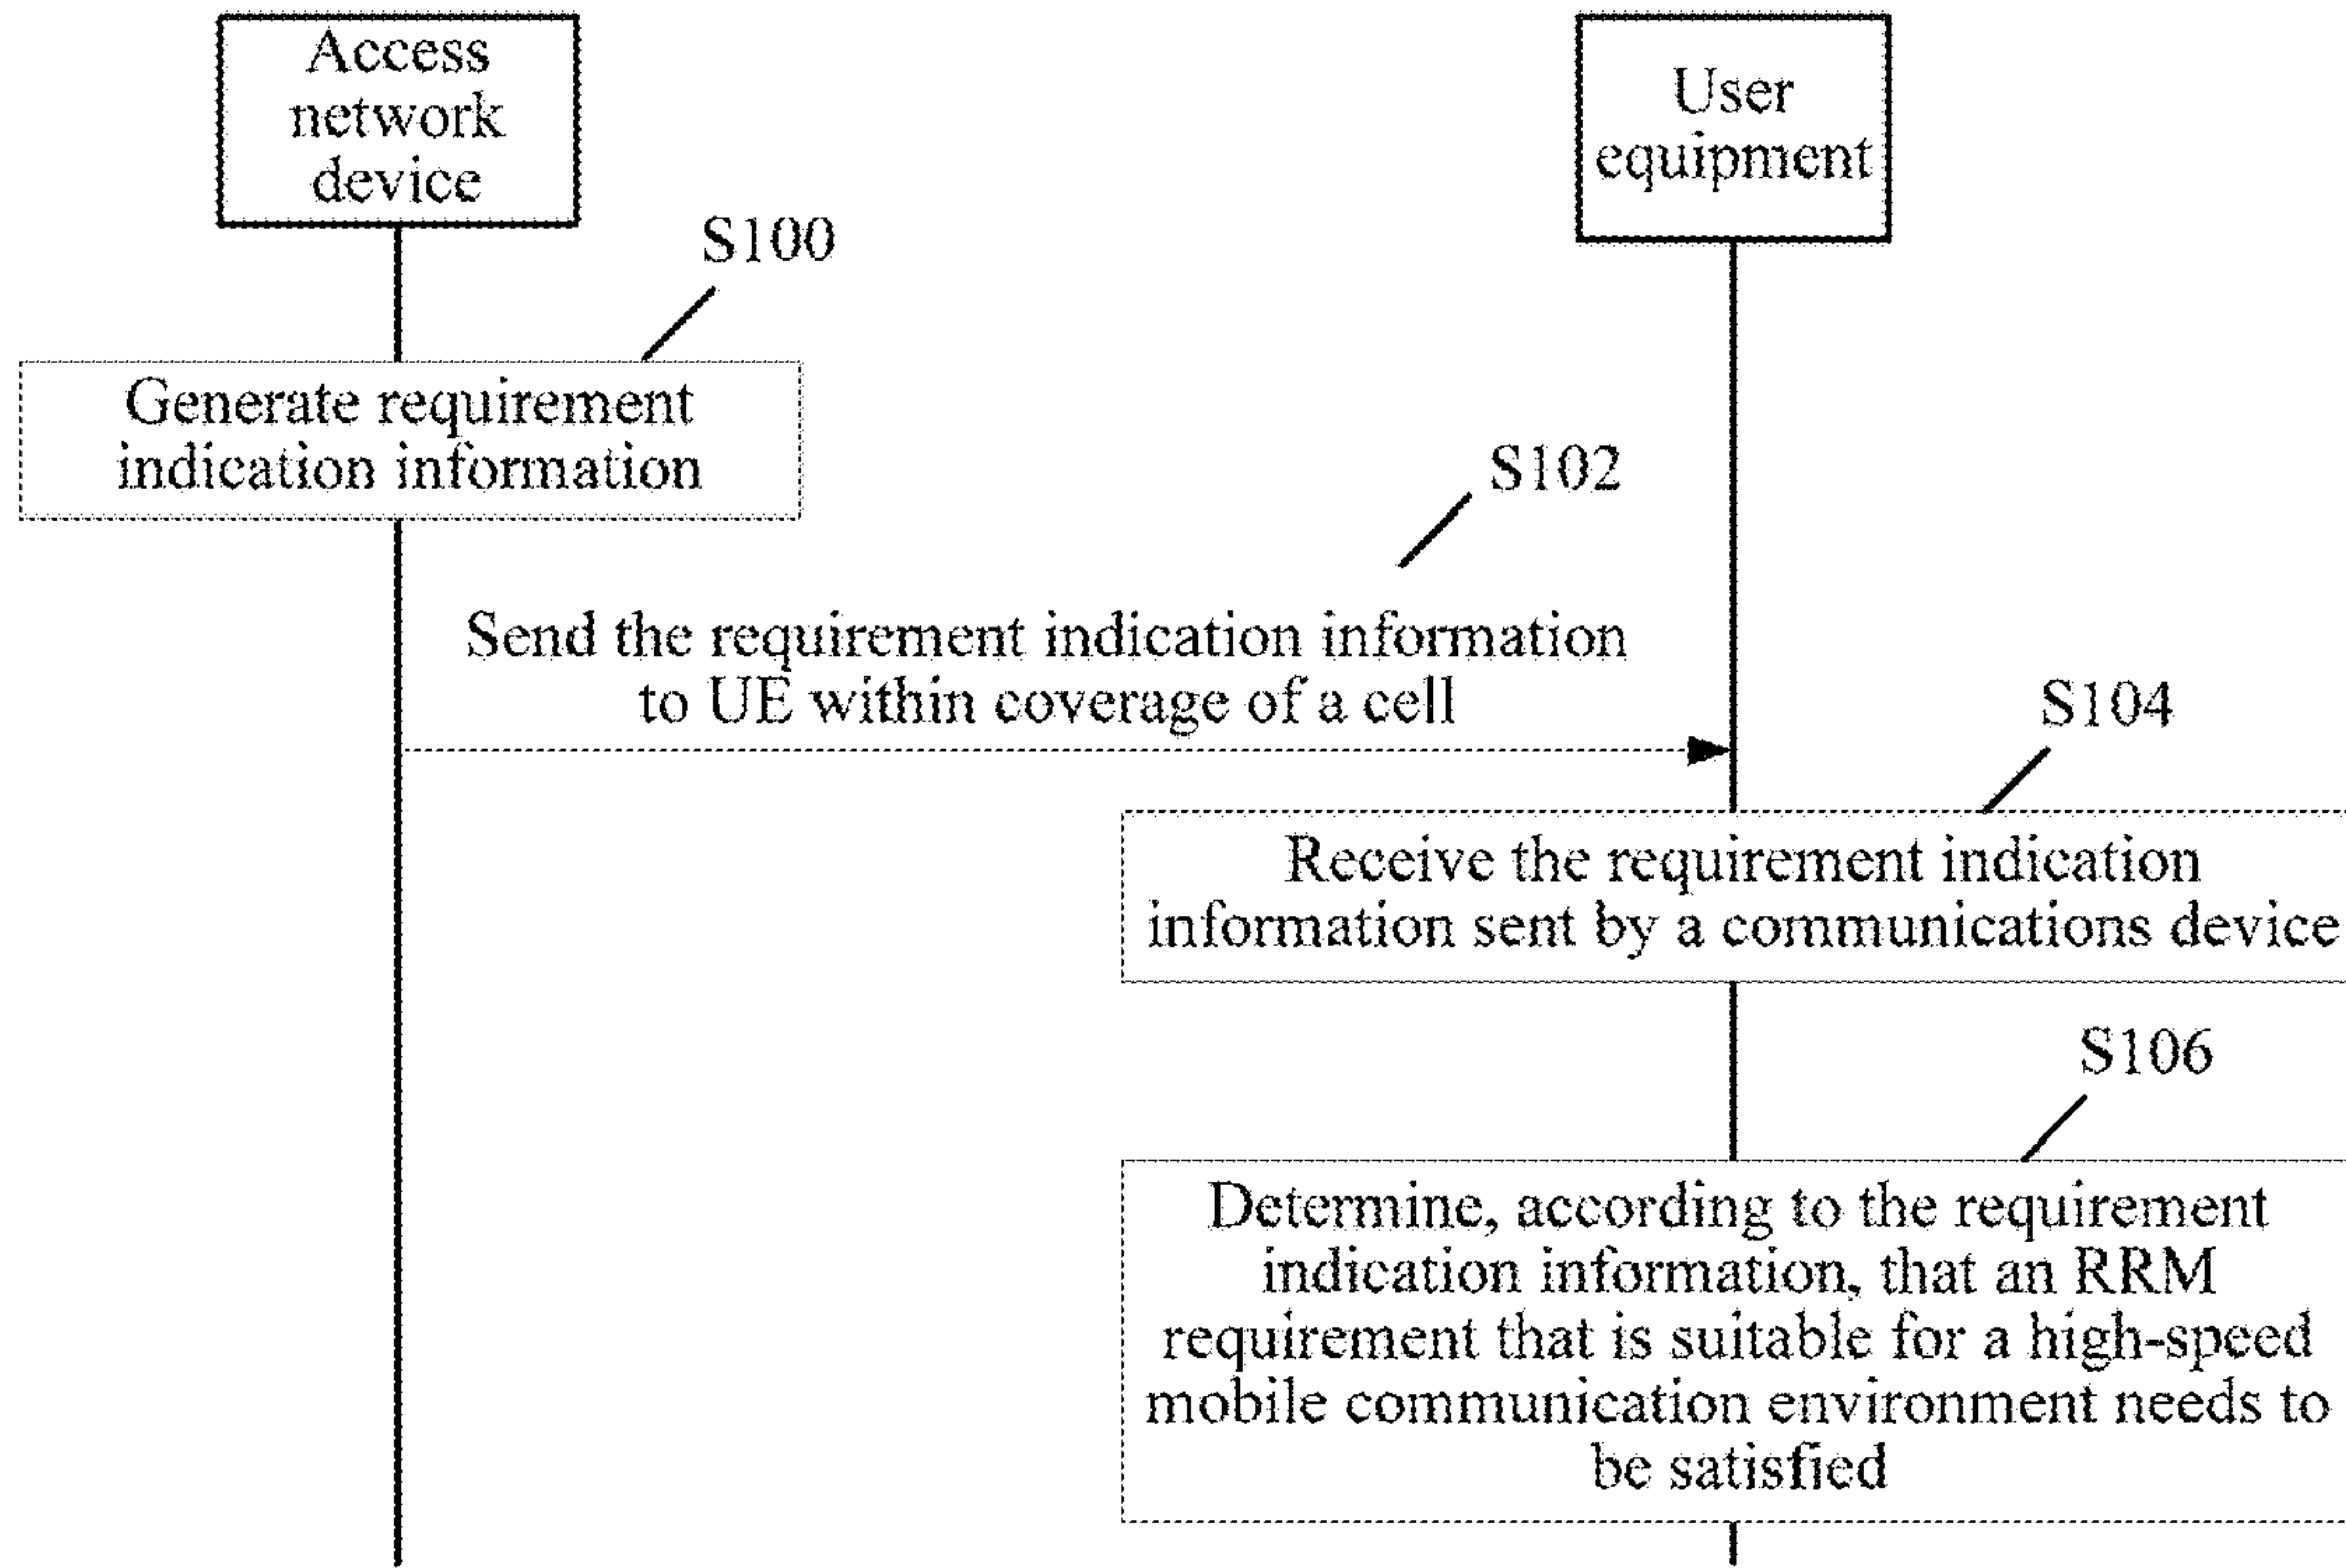 Access
network
device
User
equipment
S100
Generate requirement
indication information
S102
Send the requirement indication information
to UE within coverage of a cell
S104
Receive the requirement indication
information sent by a communications device
S106
Determine, according to the requirement
indication information, that an RRM
requirement that is suitable for a high-speed
mobile communication environment needs to
be satisfied